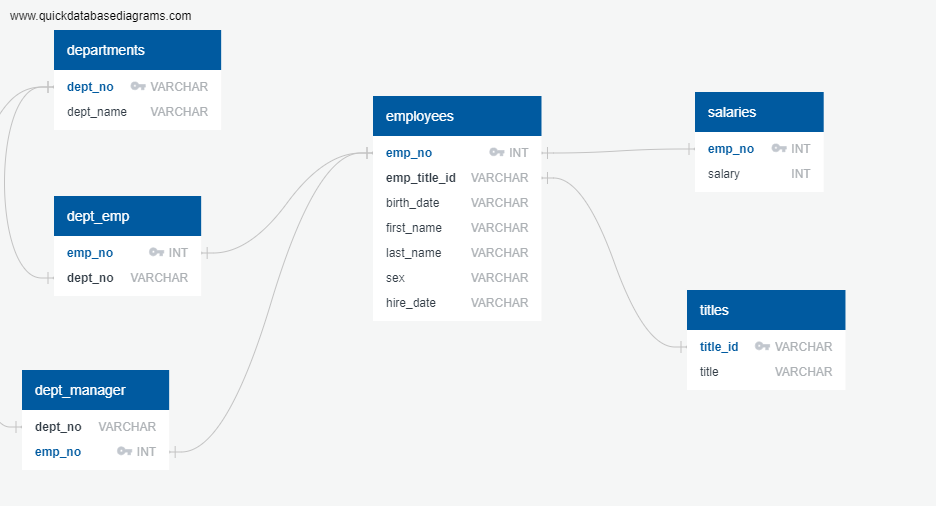 www.quickdatabasediagrams.com
departments
dept_no VARCHAR
dept_name VARCHAR
dept_emp
emp_no INT
dept_no VARCHAR
dept_manager
dept_no VARCHAR
emp_no INT
employees
emp_no INT
emp_title_id VARCHAR
birth_date VARCHAR
first_name VARCHAR
last_name VARCHAR
sex VARCHAR
hire_date VARCHAR
salaries
emp_no INT
salary INT
titles
title_id VARCHAR
title VARCHAR